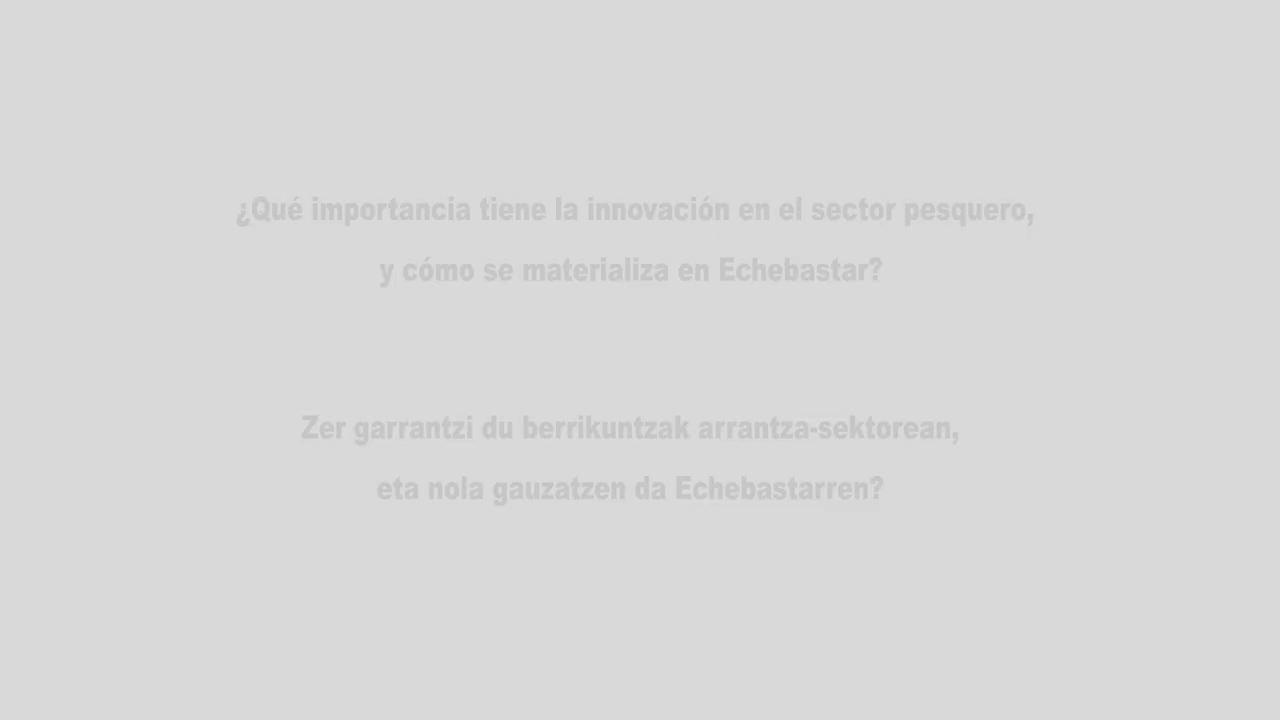 ¿Qué importancia tiene la innovación en el sector pesquero,
y cómo se materializa en Echebastar?
Zer garrantzi du berrikuntzak arrantza-sektorean,
eta nola gauzatzen da Echebastarren?